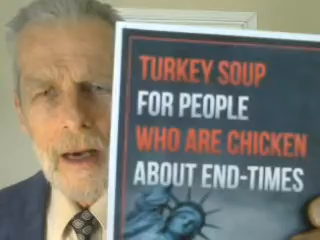 TURKEY SOUP
FOR PEOPLE
WHO ARE CHICKEN
ABOUT END-TIMES